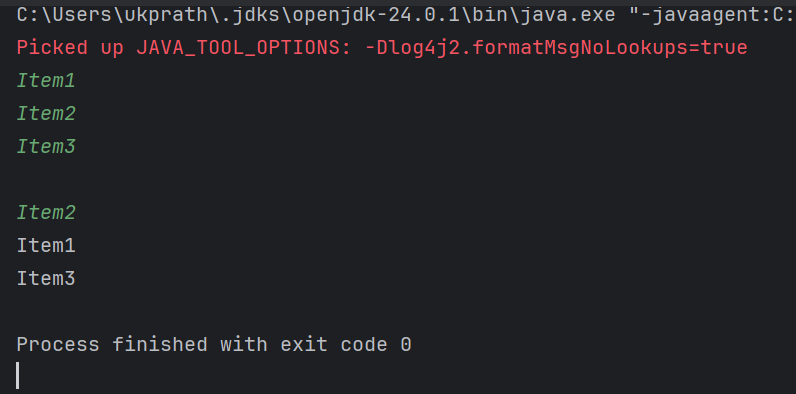 C:\Users\ukprath\.jdks\openjdk-24.0.1\bin\java.exe "-javaagent:C:
Picked up JAVA_TOOL_OPTIONS: -Dlog4j2.formatMsgNoLookups=true
Item1
Item2
Item3
Item2
Item1
Item3
Process finished with exit code 0